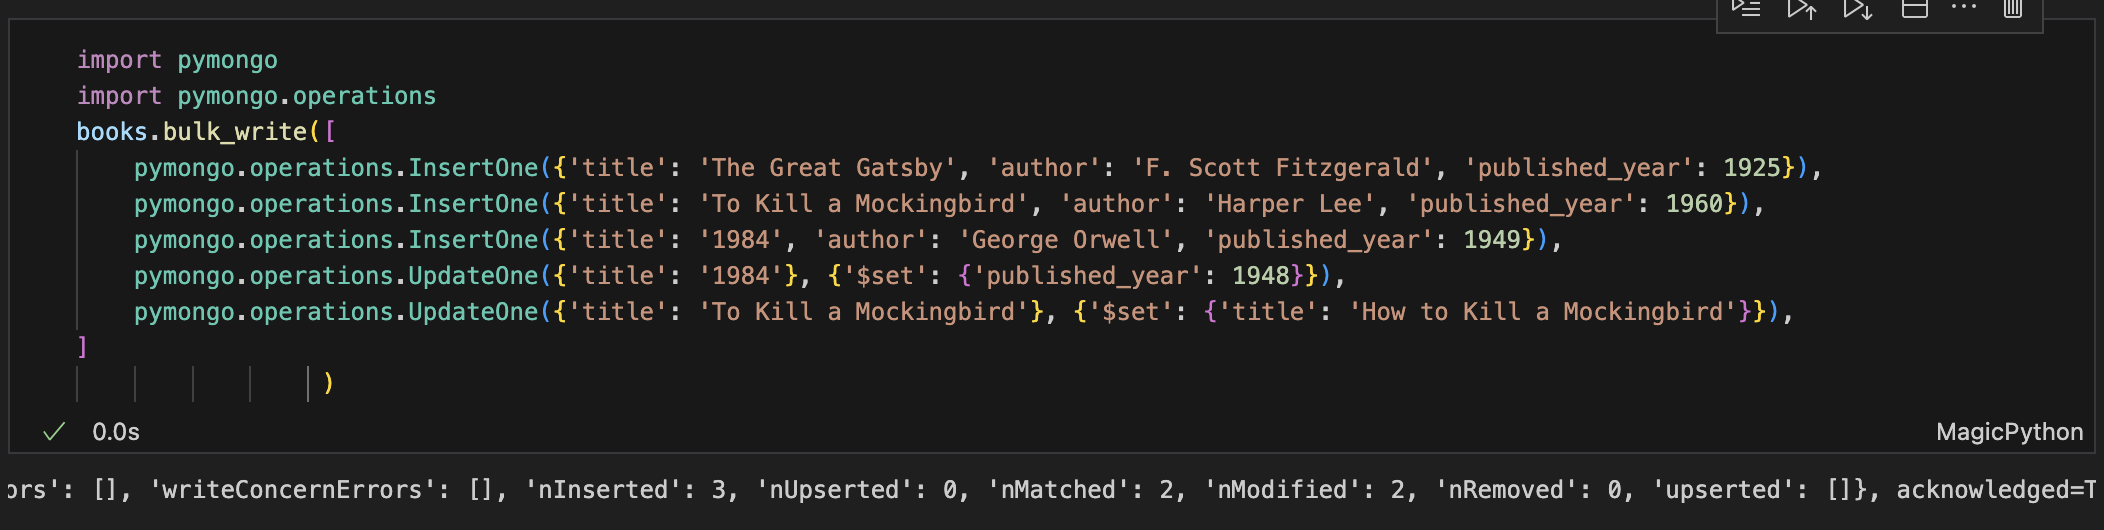 import pymongo
import pymongo.operations
books.bulk_write([
    pymongo.operations.InsertOne({'title': 'The Great Gatsby', 'author': 'F. Scott Fitzgerald', 'published_year': 1925}),
    pymongo.operations.InsertOne({'title': 'To Kill a Mockingbird', 'author': 'Harper Lee', 'published_year': 1960}),
    pymongo.operations.InsertOne({'title': '1984', 'author': 'George Orwell', 'published_year': 1949}),
    pymongo.operations.UpdateOne({'title': '1984'}, {'$set': {'published_year': 1948}}),
    pymongo.operations.UpdateOne({'title': 'To Kill a Mockingbird'}, {'$set': {'title': 'How to Kill a Mockingbird'}}),
]
                 )
0.0s
MagicPython
ors': [], 'writeConcernErrors': [], 'nInserted': 3, 'nUpserted': 0, 'nMatched': 2, 'nModified': 2, 'nRemoved': 0, 'upserted': []}, acknowledged=T